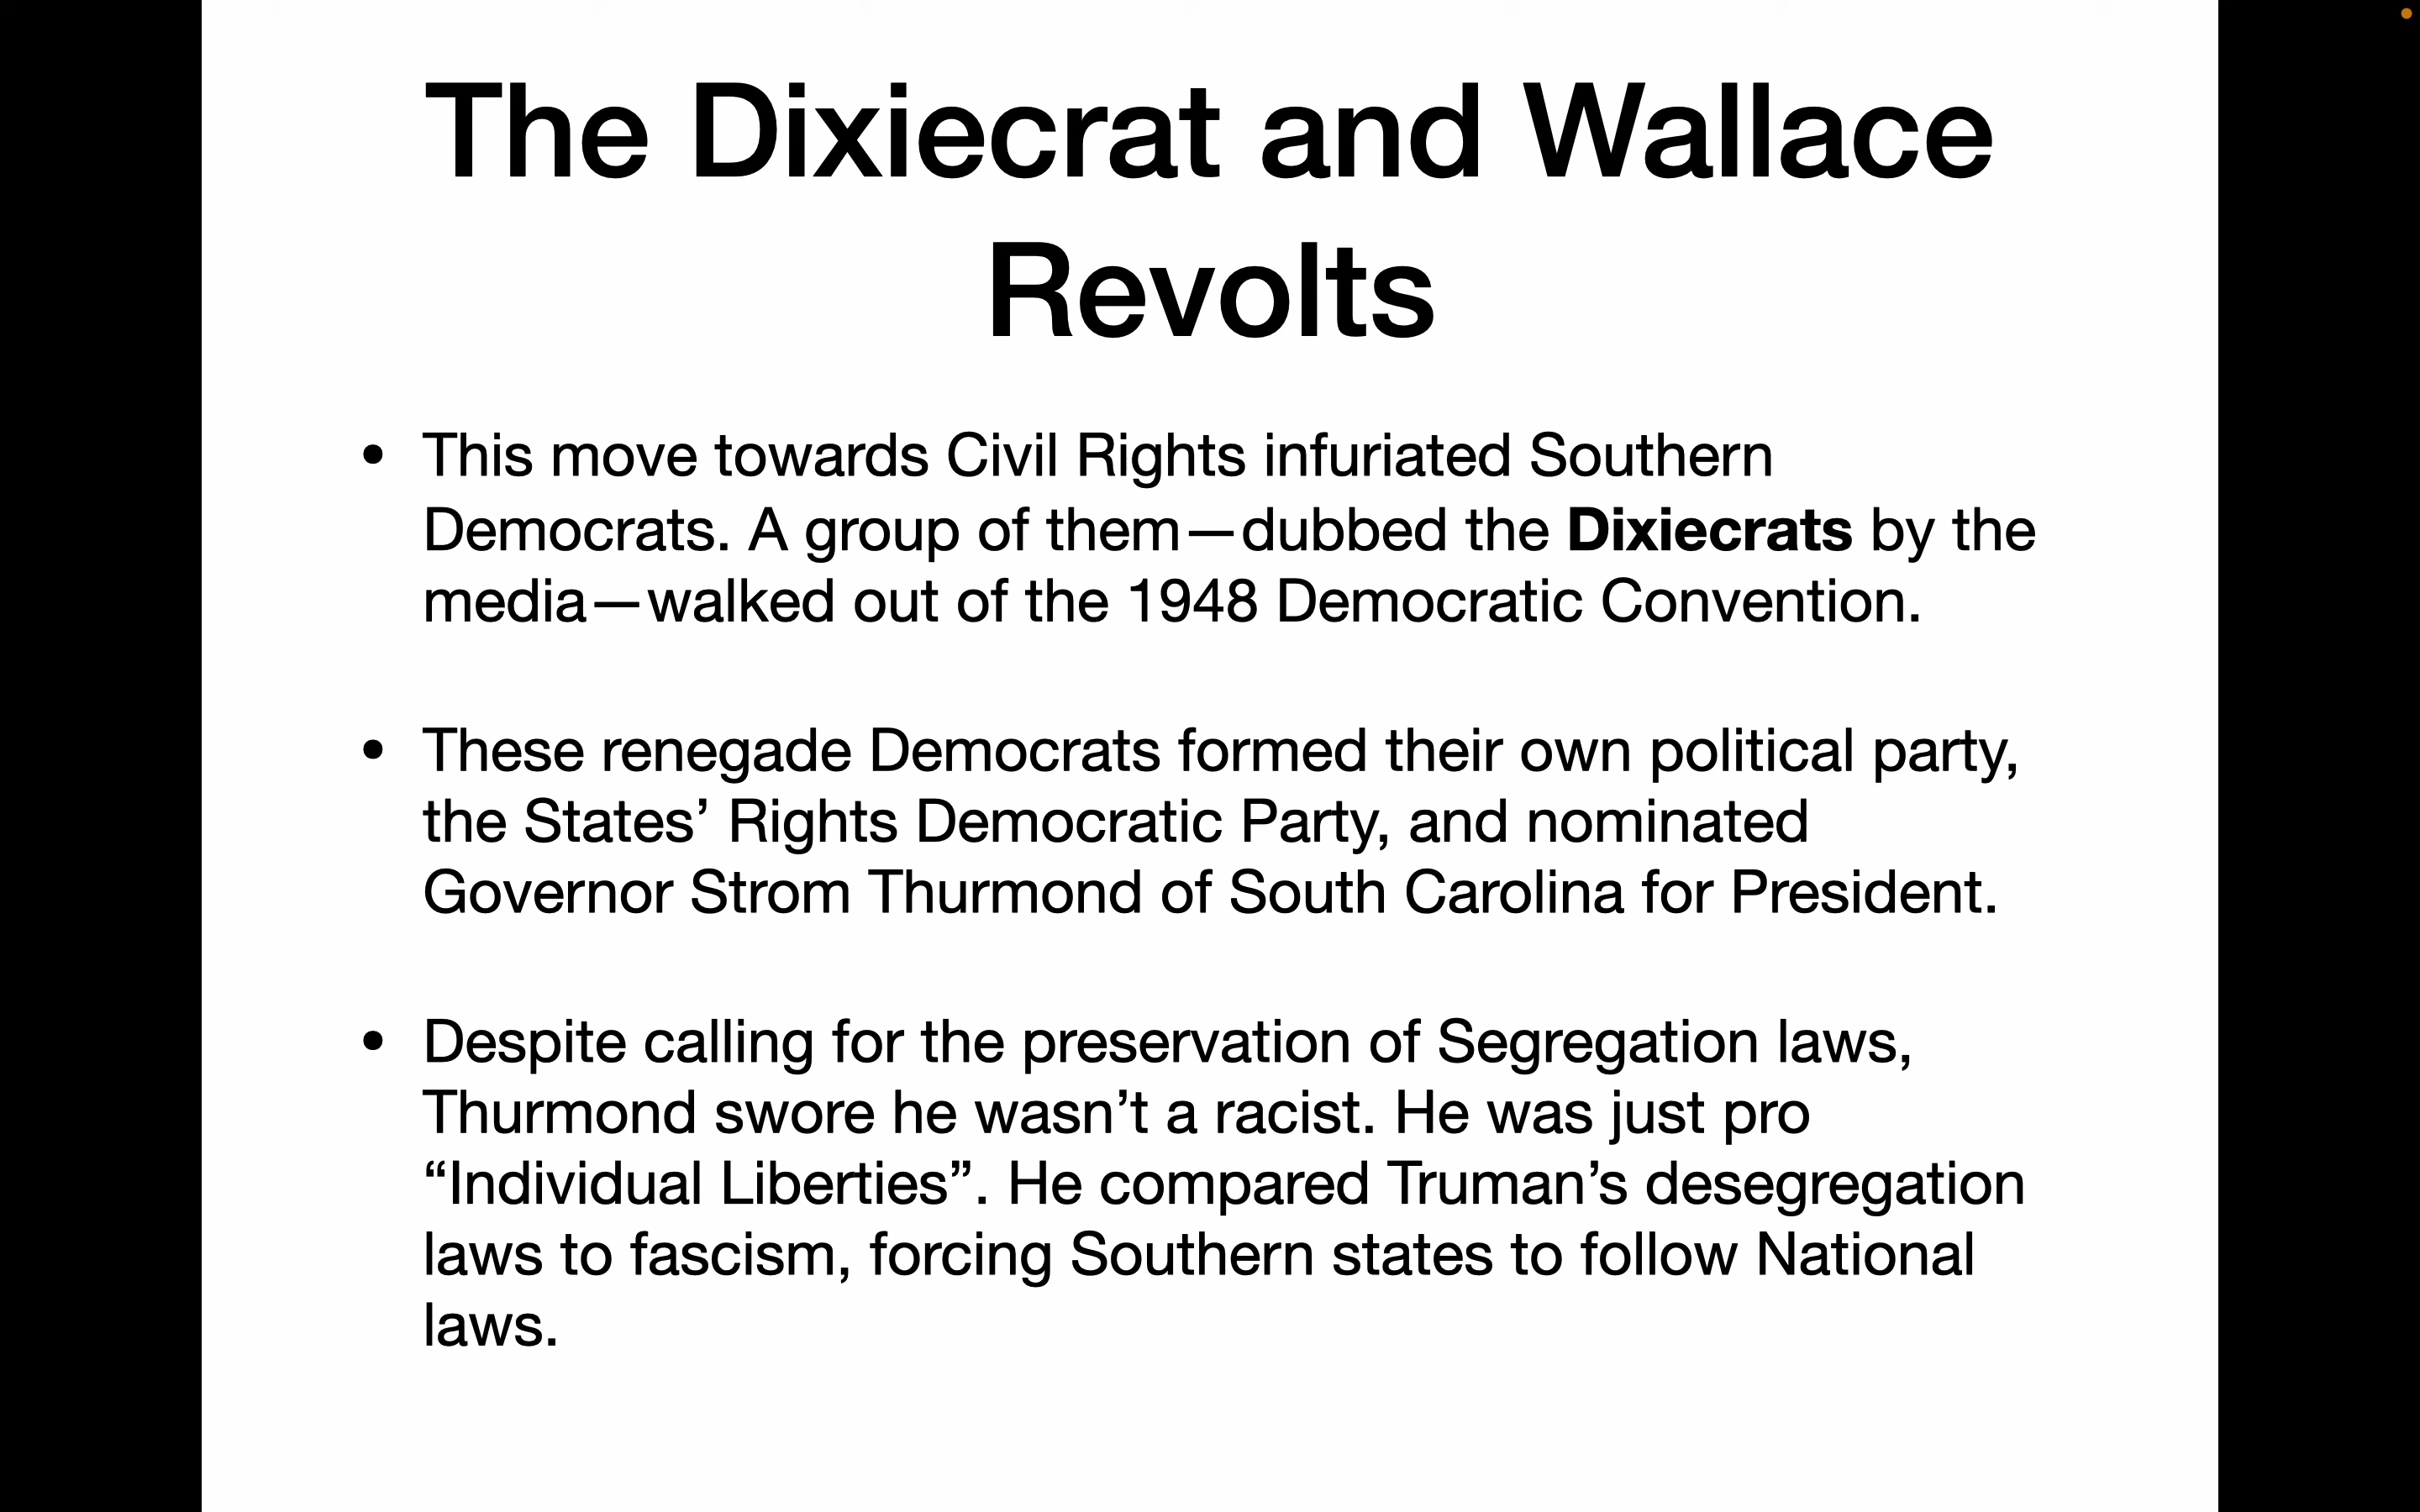 The Dixiecrat and Wallace
Revolts
• This move towards Civil Rights infuriated Southern
Democrats. A group of them—dubbed the Dixiecrats by the
media—walked out of the 1948 Democratic Convention.
• These renegade Democrats formed their own political party,
the States’ Rights Democratic Party, and nominated
Governor Strom Thurmond of South Carolina for President.
• Despite calling for the preservation of Segregation laws,
Thurmond swore he wasn’t a racist. He was just pro
“Individual Liberties”. He compared Truman’s desegregation
laws to fascism, forcing Southern states to follow National
laws.